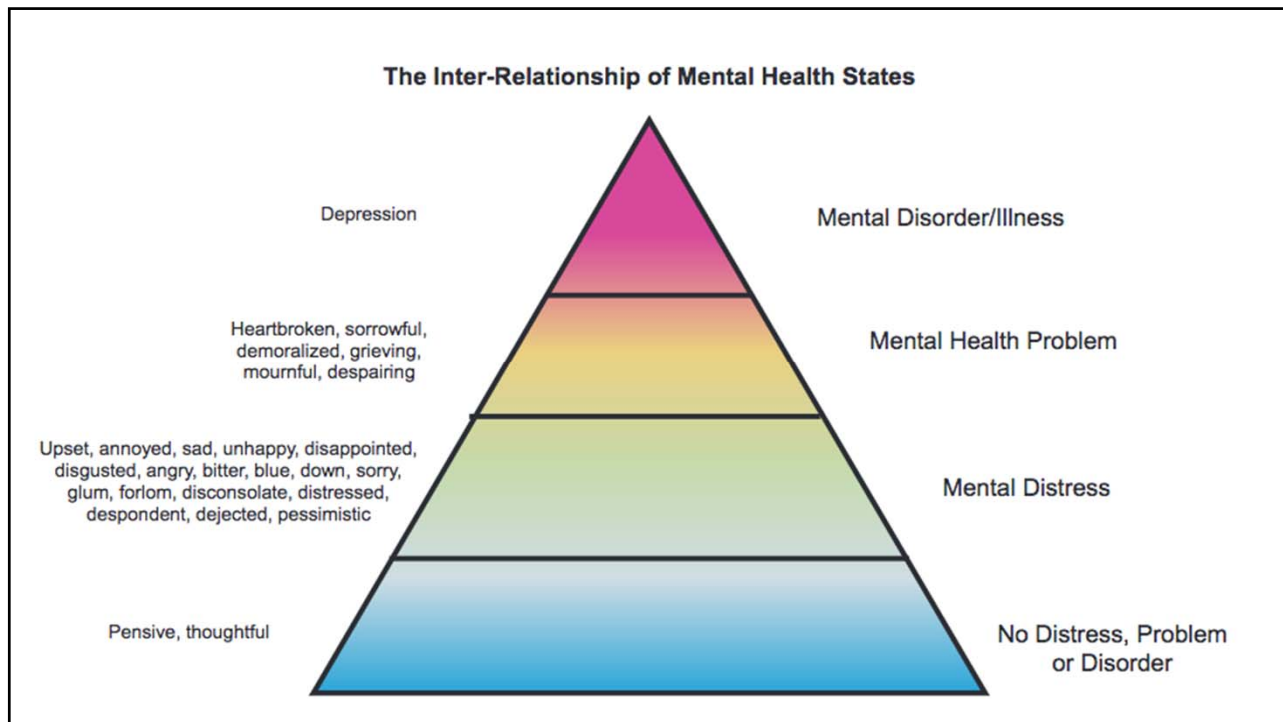 The Inter-Relationship of Mental Health States
Depression
Mental Disorder/Illness
Heartbroken, sorrowful,
demoralized, grieving,
mournful, despairing
Mental Health Problem
Upset, annoyed, sad, unhappy, disappointed,
disgusted, angry, bitter, blue, down, sorry,
glum, forlom, disconsolate, distressed,
despondent, dejected, pessimistic
Mental Distress
Pensive, thoughtful
No Distress, Problem
or Disorder